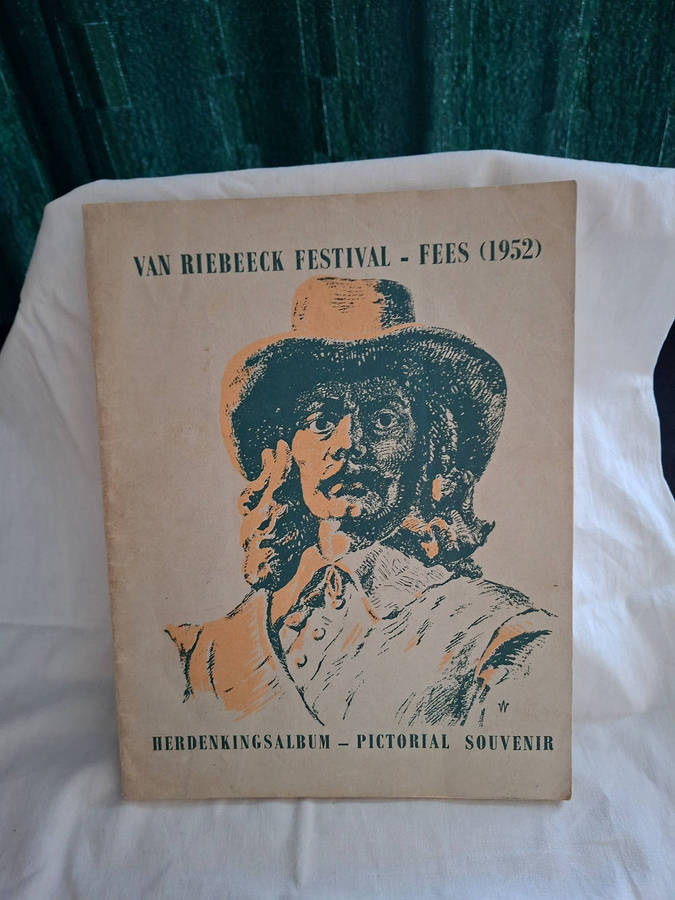 VAN RIEBEECK FESTIVAL - FEES (1952)
HERDENKINGSALBUM - PICTORIAL SOUVENIR